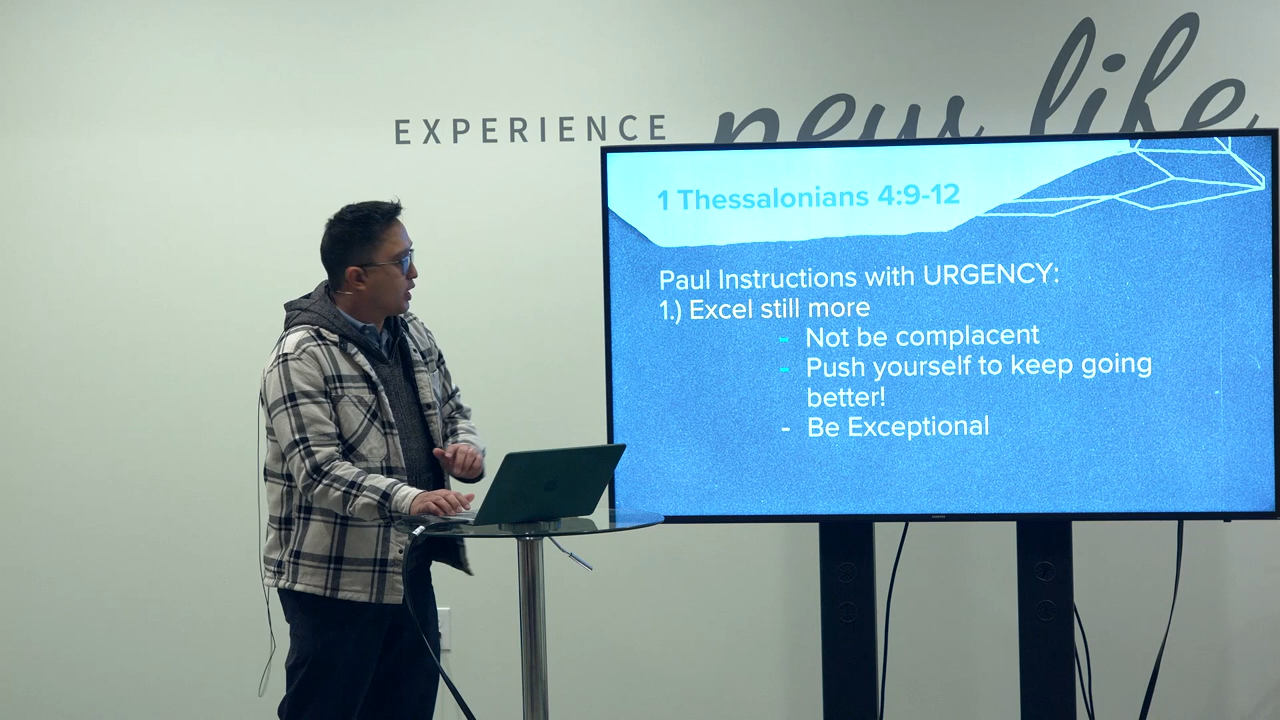 EXPERIENCE new life
1 Thessalonians 4:9-12
Paul Instructions with URGENCY:
1.) Excel still more
- Not be complacent
- Push yourself to keep going
better!
- Be Exceptional
SAMSUNG